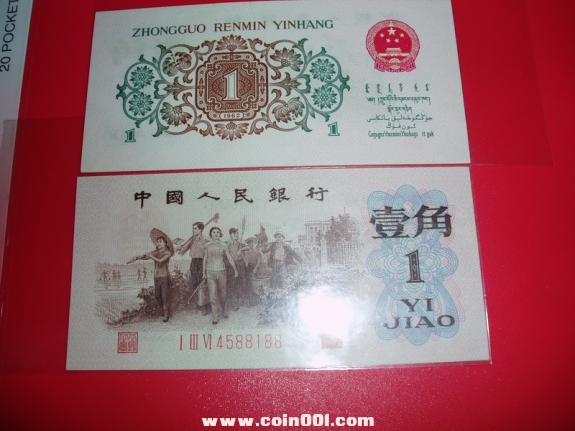 20 POCKET
ZHONGGUO RENMIN YINHANG
1
1962
1
1
中國人民銀行
壹角
1
YI
JIAO
I III VI 4588188
www.coin001.com